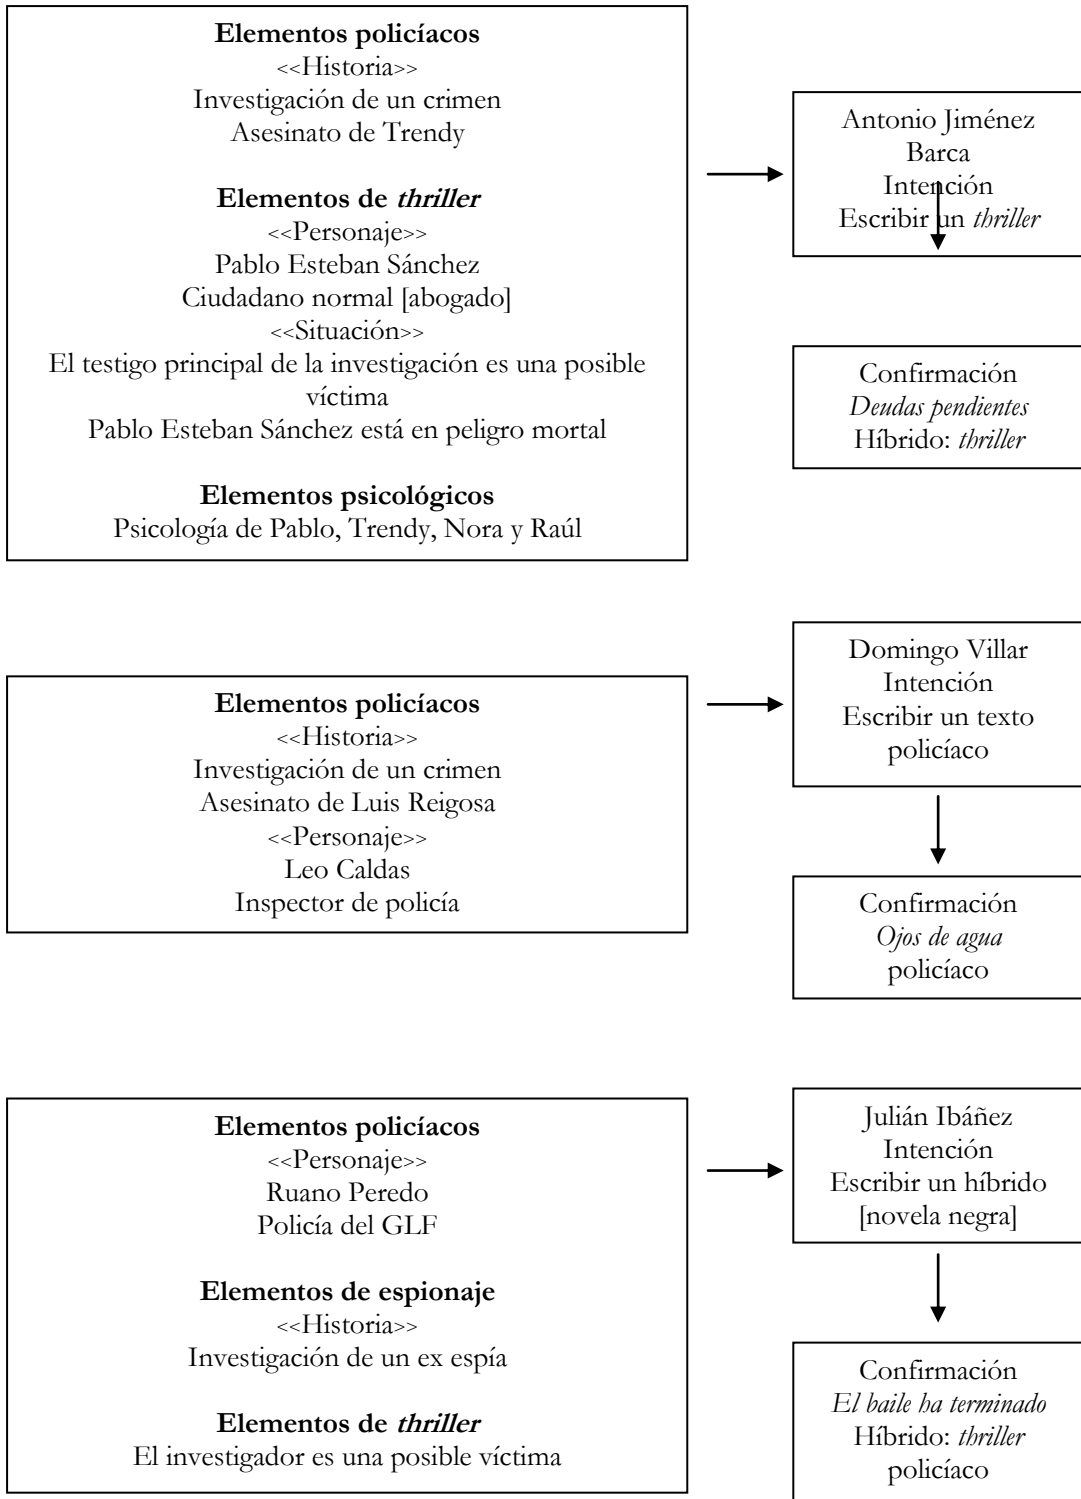 Elementos policíacos
<<Historia>>
Investigación de un crimen
Asesinato de Trendy
Elementos de thriller
<<Personaje>>
Pablo Esteban Sánchez
Ciudadano normal [abogado]
<<Situación>>
El testigo principal de la investigación es una posible
víctima
Pablo Esteban Sánchez está en peligro mortal
Elementos psicológicos
Psicología de Pablo, Trendy, Nora y Raúl
Antonio Jiménez
Barca
Intención
Escribir un thriller
Confirmación
Deudas pendientes
Híbrido: thriller
Elementos policíacos
<<Historia>>
Investigación de un crimen
Asesinato de Luis Reigosa
<<Personaje>>
Leo Caldas
Inspector de policía
Domingo Villar
Intención
Escribir un texto
policíaco
Confirmación
Ojos de agua
policíaco
Elementos policíacos
<<Personaje>>
Ruano Peredo
Policía del GLF
Elementos de espionaje
<<Historia>>
Investigación de un ex espía
Elementos de thriller
El investigador es una posible víctima
Julián Ibáñez
Intención
Escribir un híbrido
[novela negra]
Confirmación
El baile ha terminado
Híbrido: thriller
policíaco